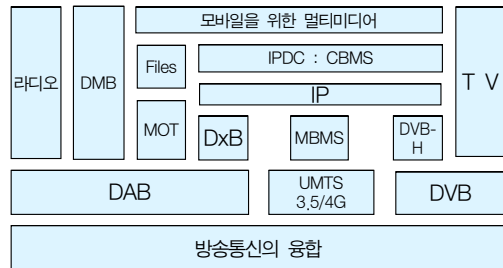 모바일을 위한 멀티미디어
라디오
DMB
Files
IPDC : CBMS
T V
IP
MOT
DxB
MBMS
DVB-
H
DAB
UMTS
3.5/4G
DVB
방송통신의 융합